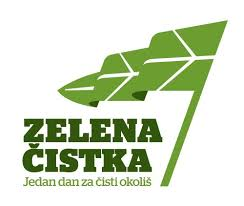 ZELENA
ČISTKA
Jedan dan za čisti okoliš